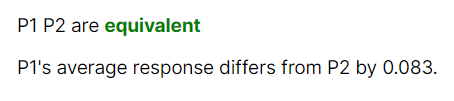 P1 P2 are equivalent
P1's average response differs from P2 by 0.083.